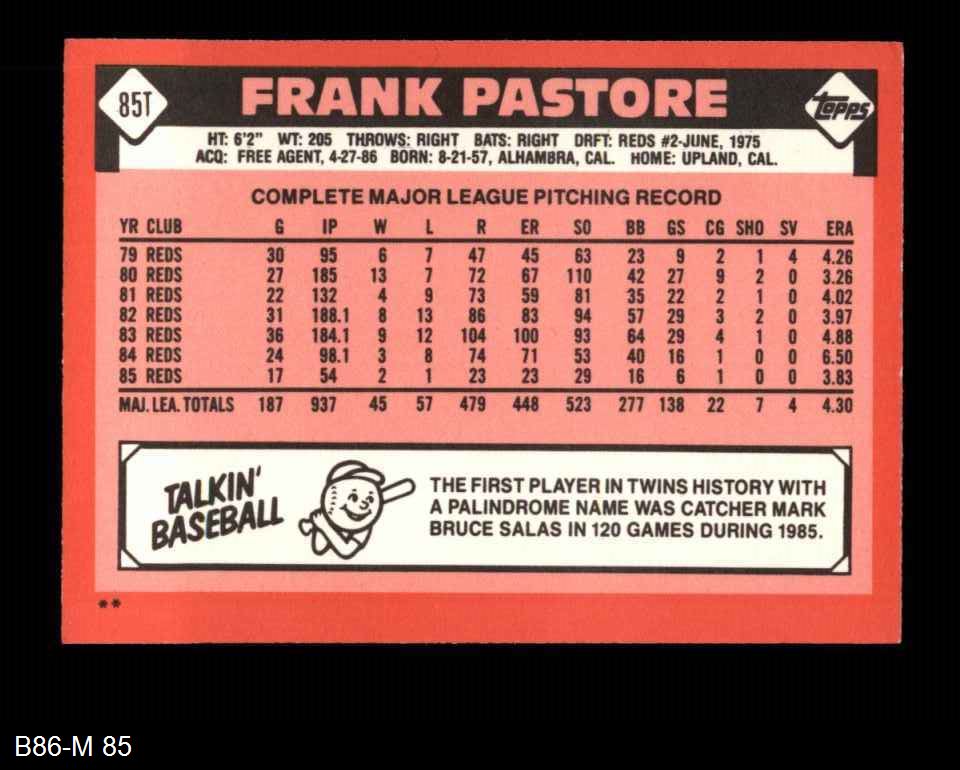 85T
FRANK PASTORE
topps
HT: 6'2" WT: 205 THROWS: RIGHT BATS: RIGHT DRFT: REDS #2-JUNE, 1975
ACQ: FREE AGENT, 4-27-86 BORN: 8-21-57, ALHAMBRA, CAL. HOME: UPLAND, CAL.
COMPLETE MAJOR LEAGUE PITCHING RECORD
YR CLUB G IP W L R ER SO BB GS CG SHO SV ERA
79 REDS 30 95 6 7 47 45 63 23 9 2 1 4 4.26
80 REDS 27 185 13 7 72 67 110 42 27 9 2 0 3.26
81 REDS 22 132 4 9 73 59 81 35 22 2 1 0 4.02
82 REDS 31 188.1 8 13 86 83 94 57 29 3 2 0 3.97
83 REDS 36 184.1 9 12 104 100 93 64 29 4 1 0 4.88
84 REDS 24 98.1 3 8 74 71 53 40 16 1 0 0 6.50
85 REDS 17 54 2 1 23 23 29 16 6 1 0 0 3.83
MAJ. LEA. TOTALS 187 937 45 57 479 448 523 277 138 22 7 4 4.30
TALKIN'
BASEBALL
THE FIRST PLAYER IN TWINS HISTORY WITH
A PALINDROME NAME WAS CATCHER MARK
BRUCE SALAS IN 120 GAMES DURING 1985.
**
B86-M 85